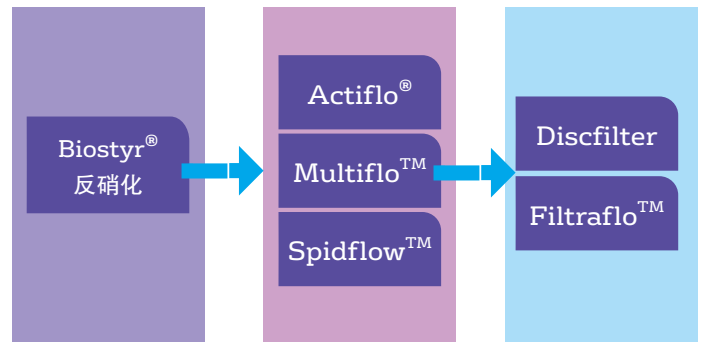 Biostyr®
反硝化
Actiflo®
Multiflo™
Spidflow™
Discfilter
Filtraflo™